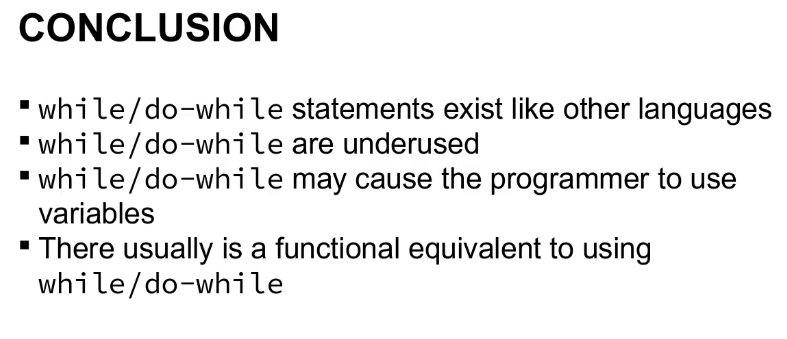 CONCLUSION
▪ while/do-while statements exist like other languages
▪ while/do-while are underused
▪ while/do-while may cause the programmer to use
variables
▪ There usually is a functional equivalent to using
while/do-while